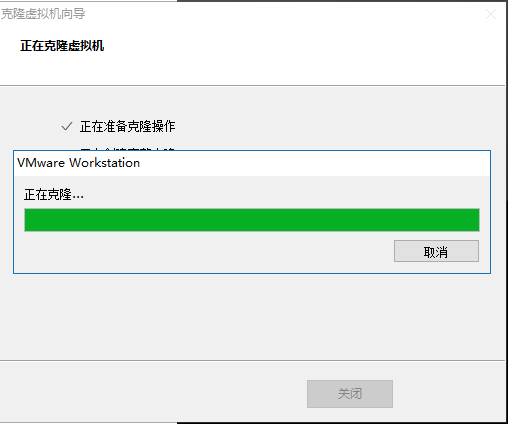 克隆虚拟机向导
正在克隆虚拟机
正在准备克隆操作
VMware Workstation
正在克隆...
取消
关闭